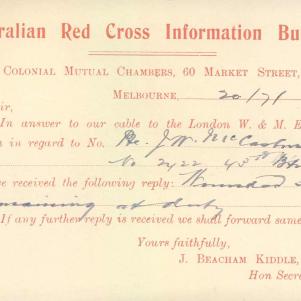 ralian Red Cross Information Bu
COLONIAL MUTUAL CHAMBERS, 60 MARKET STREET,
MELBOURNE, 20/7/
ir,
In answer to our cable to the London W. & M. E
n in regard to No. Pte. J. W.
No 2422 45th Btn
e received the following reply: Wounded
remaining at duty
If any further reply is received we shall forward same
Yours faithfully,
J. BEACHAM KIDDLE,
Hon Secre